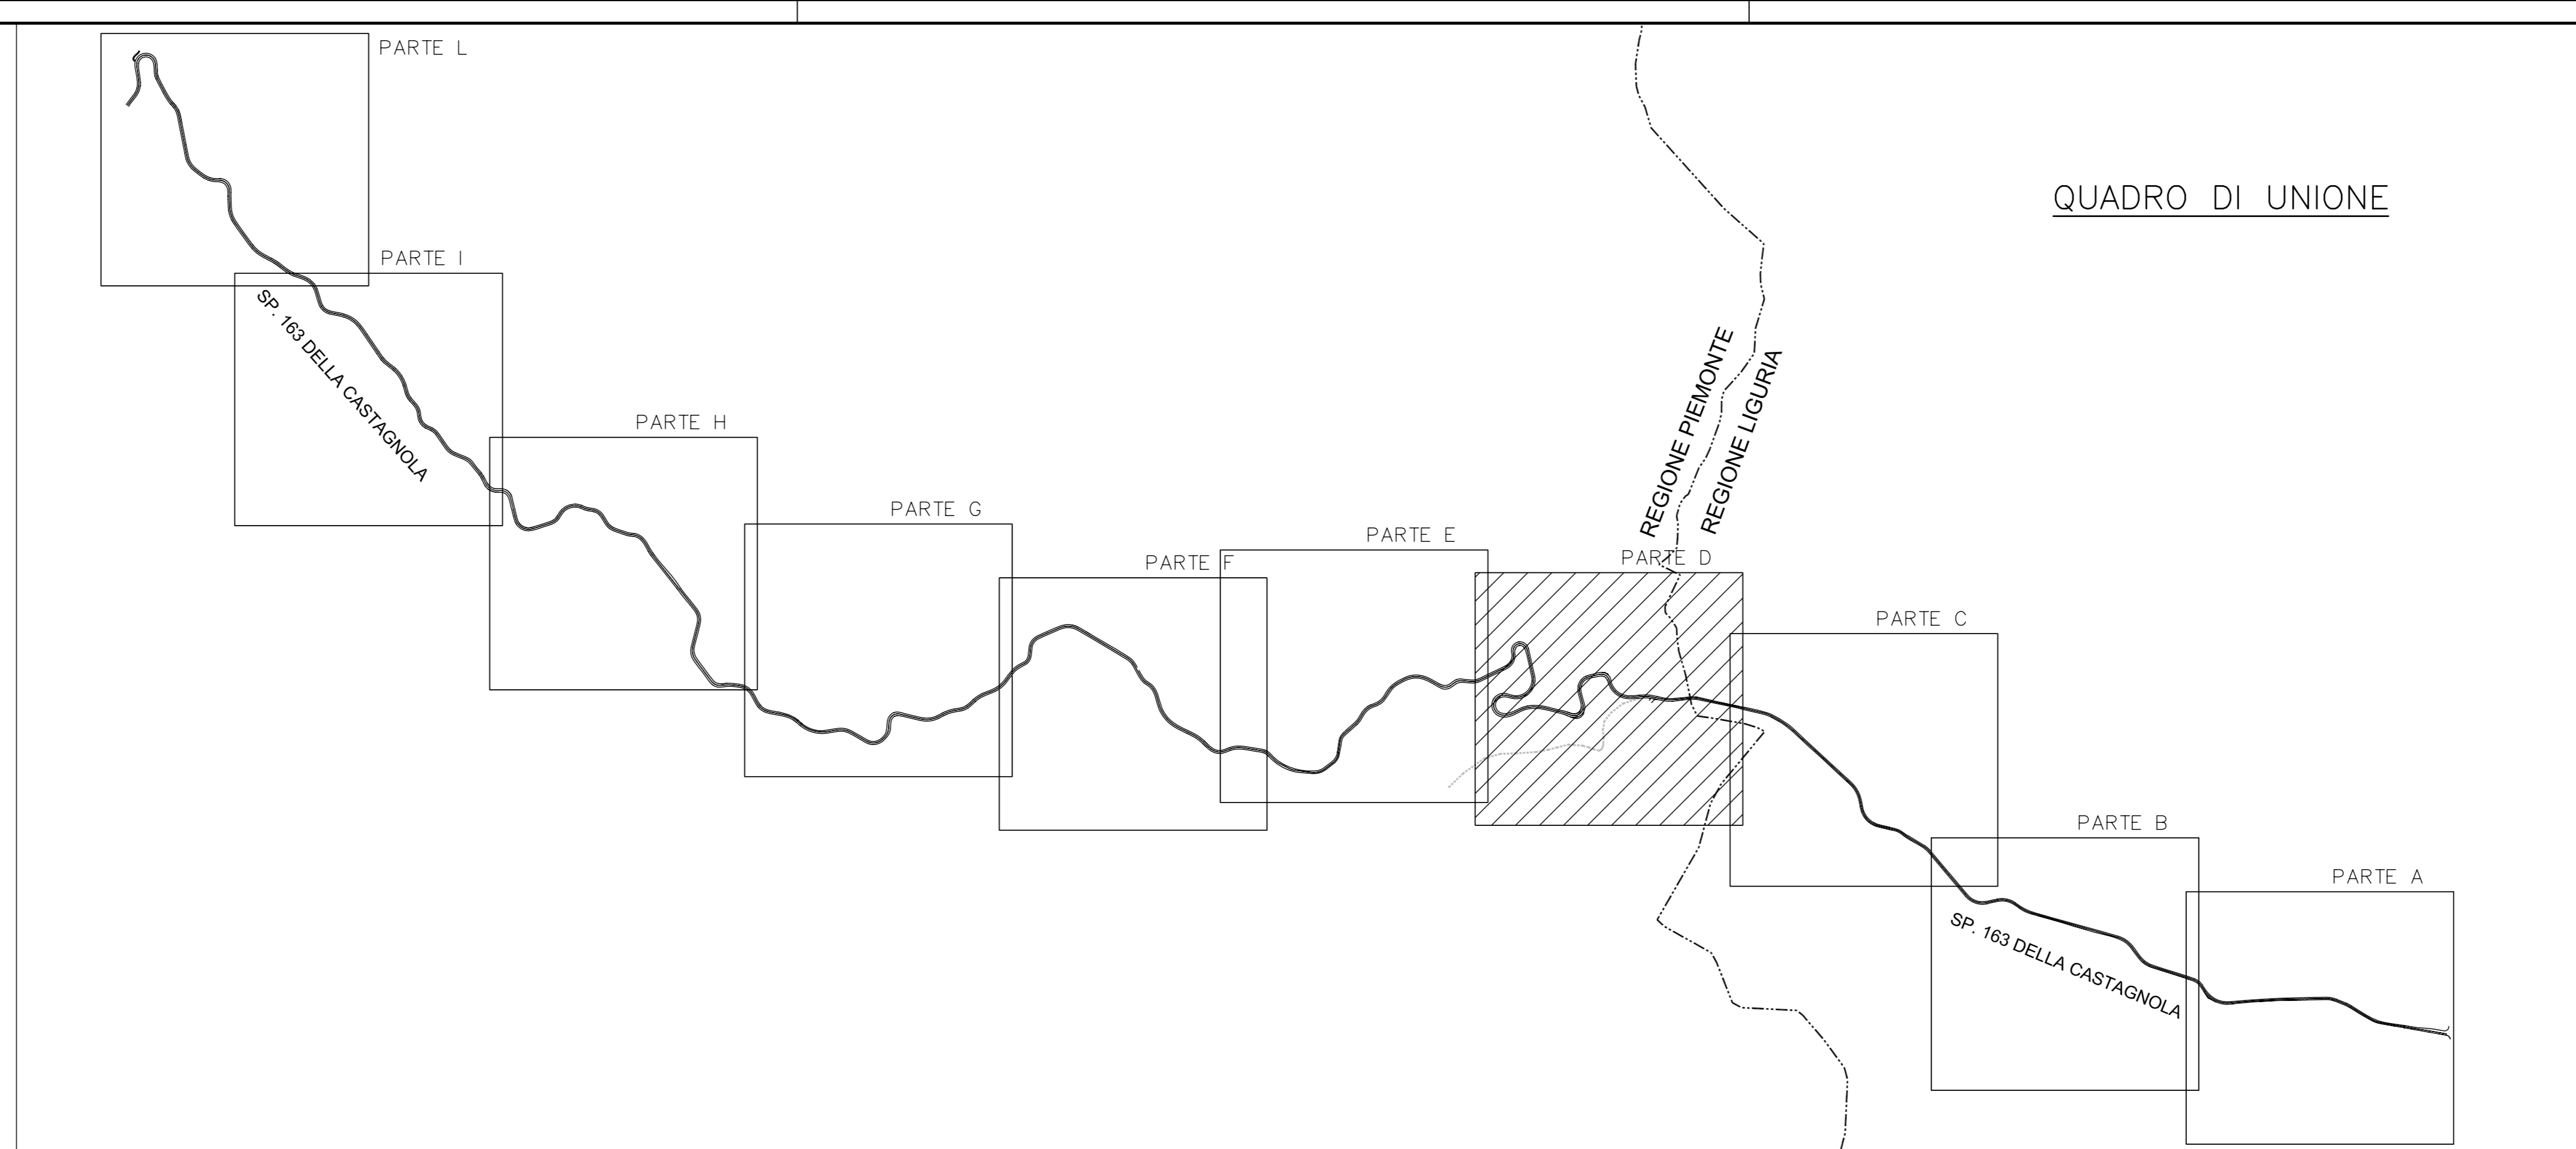 PARTE L
QUADRO DI UNIONE
PARTE I
SP. 163 DELLA CASTAGNOLA
REGIONE PIEMONTE
REGIONE LIGURIA
PARTE H
PARTE G
PARTE F
PARTE E
PARTE D
PARTE C
PARTE B
SP. 163 DELLA CASTAGNOLA
PARTE A